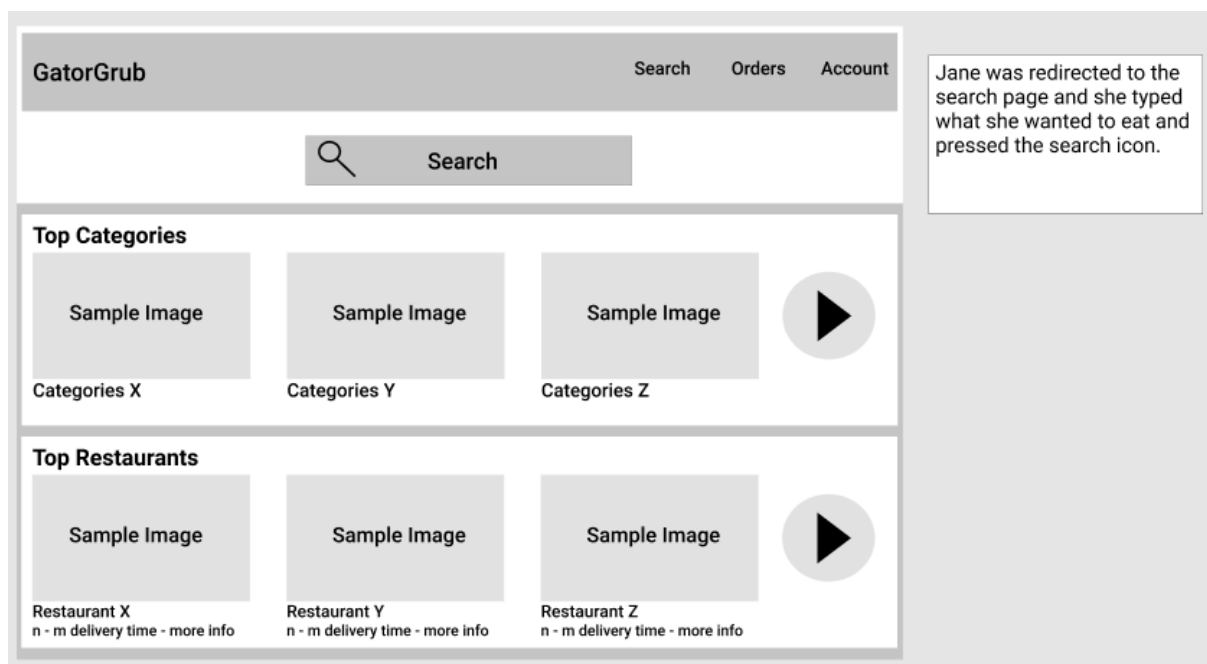 GatorGrub
Search Orders Account
Jane was redirected to the
search page and she typed
what she wanted to eat and
pressed the search icon.
Search
Top Categories
Sample Image Sample Image Sample Image
Categories X Categories Y Categories Z
Top Restaurants
Sample Image Sample Image Sample Image
Restaurant X Restaurant Y Restaurant Z
n - m delivery time - more info n - m delivery time - more info n - m delivery time - more info